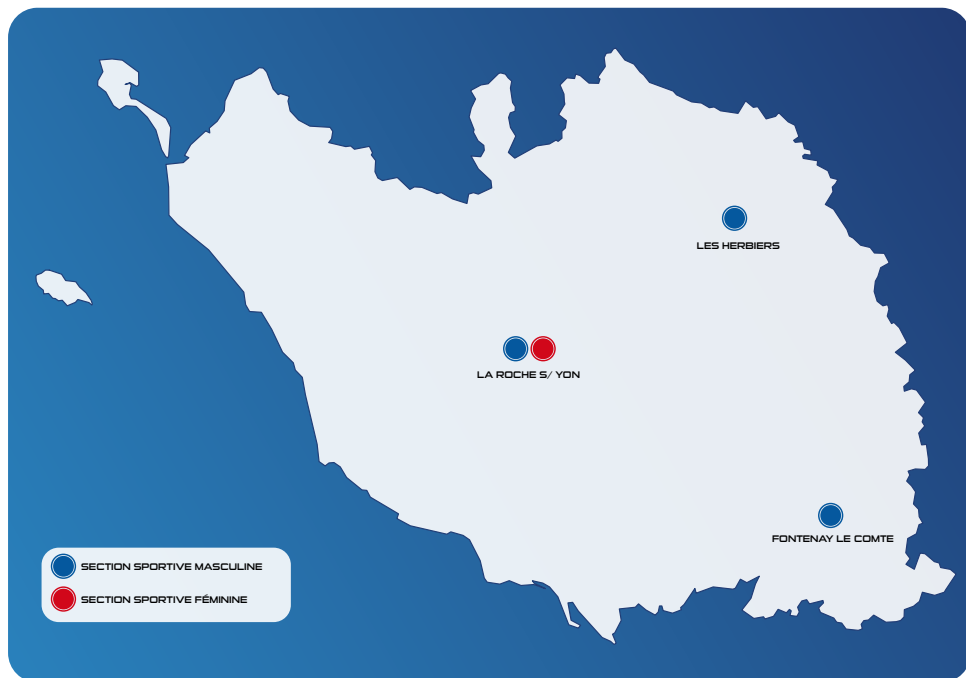 LES HERBIERS
LA ROCHE S/ YON
FONTENAY LE COMTE
SECTION SPORTIVE MASCULINE
SECTION SPORTIVE FÉMININE